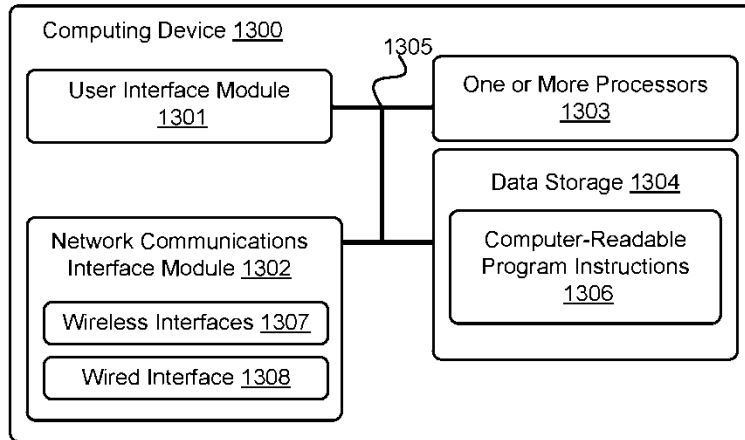 Computing Device 1300
1305
User Interface Module
1301
One or More Processors
1303
Data Storage 1304
Computer-Readable
Program Instructions
1306
Network Communications
Interface Module 1302
Wireless Interfaces 1307
Wired Interface 1308